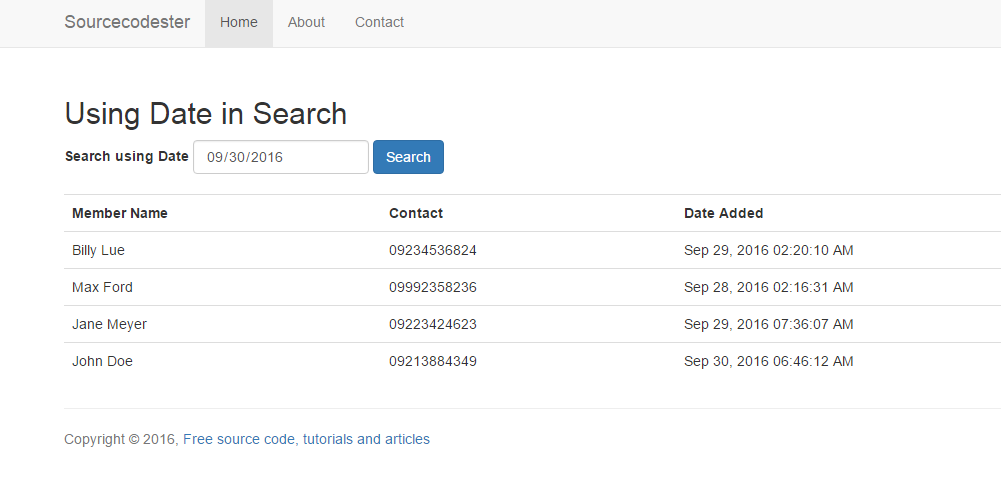 Sourcecodester Home About Contact
Using Date in Search
Search using Date 09/30/2016 Search
Member Name Contact Date Added
Billy Lue 09234536824 Sep 29, 2016 02:20:10 AM
Max Ford 09992358236 Sep 28, 2016 02:16:31 AM
Jane Meyer 09223424623 Sep 29, 2016 07:36:07 AM
John Doe 09213884349 Sep 30, 2016 06:46:12 AM
Copyright © 2016, Free source code, tutorials and articles